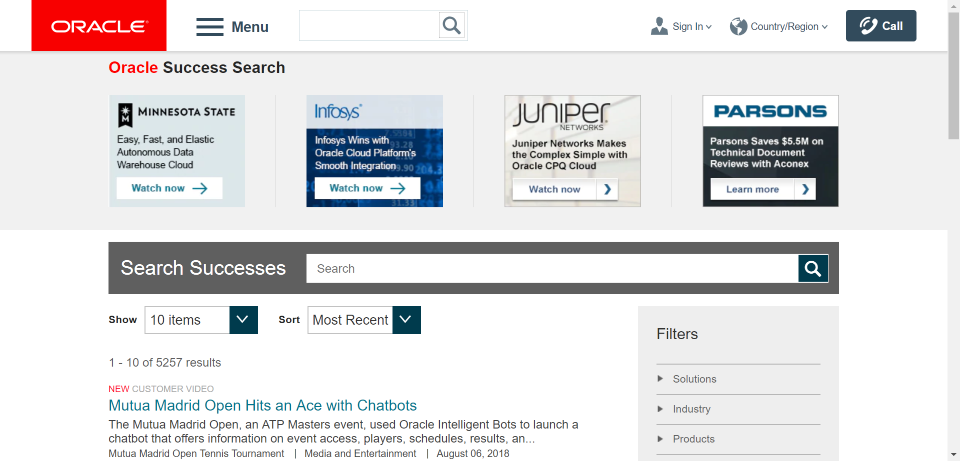 ORACLE
Menu
Sign In
Country/Region
Call
Oracle Success Search
MINNESOTA STATE
Easy, Fast, and Elastic
Autonomous Data
Warehouse Cloud
Watch now
Infosys
Infosys Wins with
Oracle Cloud Platform's
Smooth Integration
Watch now
JUNIPER
NETWORKS
Juniper Networks Makes
the Complex Simple with
Oracle CPQ Cloud
Watch now
PARSONS
Parsons Saves $5.5M on
Technical Document
Reviews with Aconex
Learn more
Search Successes
Search
Show
10 items
Sort
Most Recent
1 - 10 of 5257 results
NEW CUSTOMER VIDEO
Mutua Madrid Open Hits an Ace with Chatbots
The Mutua Madrid Open, an ATP Masters event, used Oracle Intelligent Bots to launch a
chatbot that offers information on event access, players, schedules, results, an...
Mutua Madrid Open Tennis Tournament | Media and Entertainment | August 06, 2018
Filters
Solutions
Industry
Products